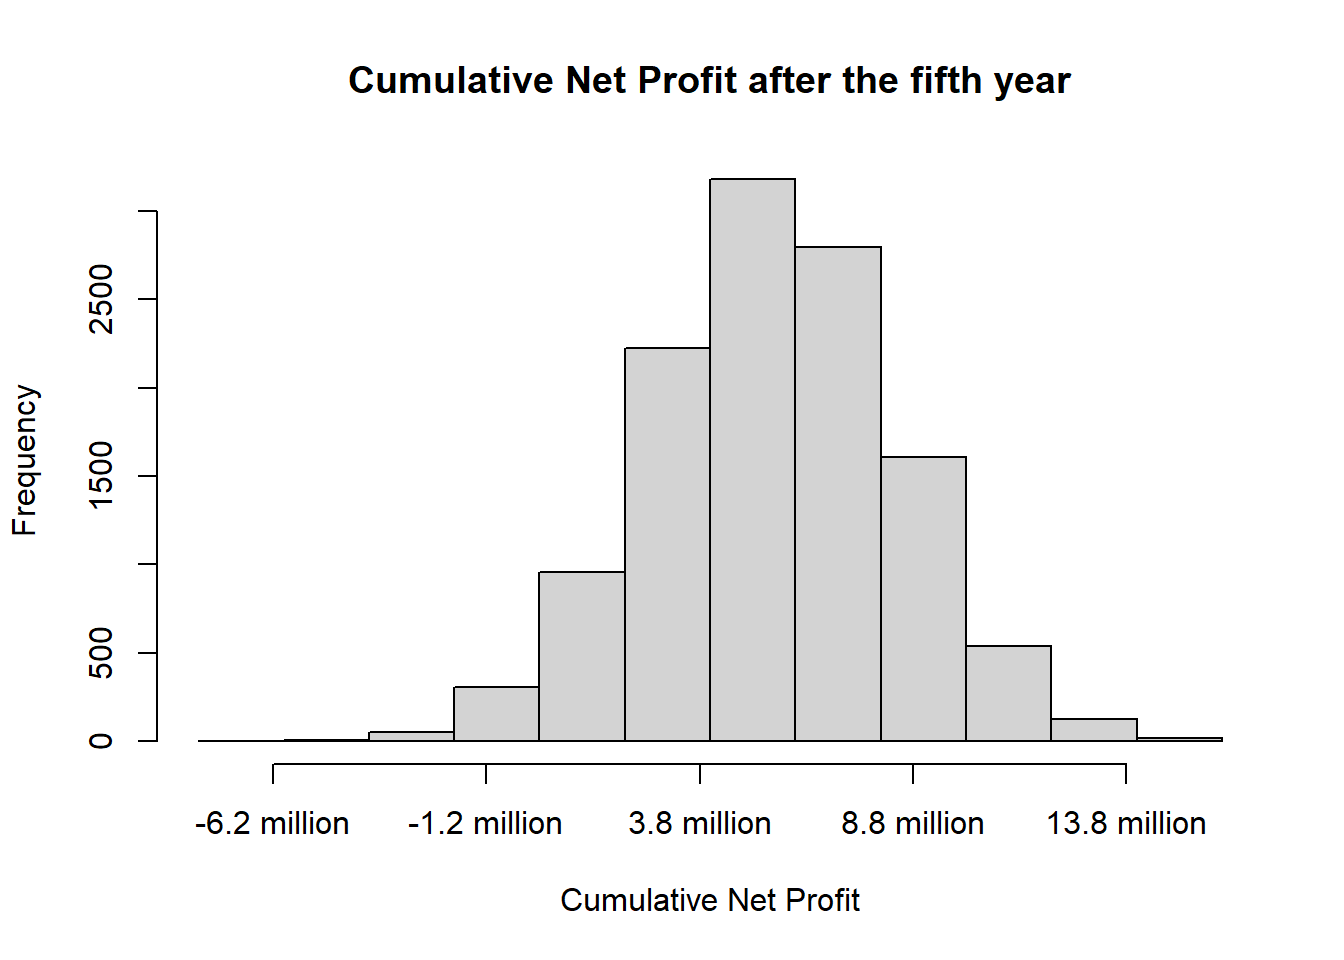 Cumulative Net Profit after the fifth year
Frequency
2500
1500
500
0
-6.2 million -1.2 million 3.8 million 8.8 million 13.8 million
Cumulative Net Profit